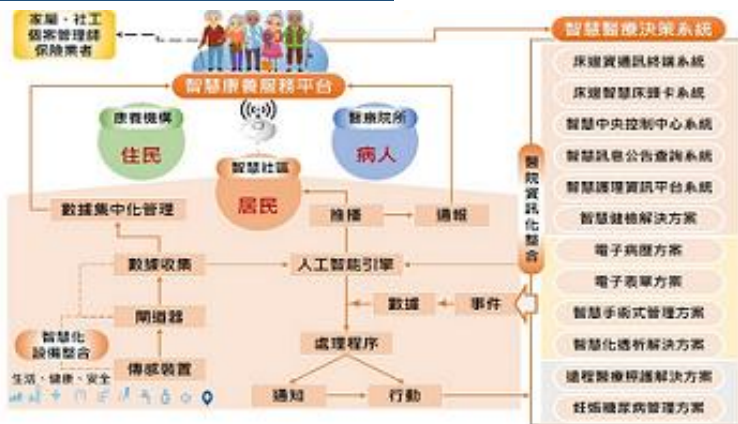 家屬、社工
個案管理師
保險業者
智慧康養服務平台
康養機構
住民
醫療院所
病人
智慧社區
居民
數據集中化管理
推播
通報
數據收集
人工智能引擎
閘道器
數據
事件
智慧化
設備整合
處理程序
生活、健康、安全
傳感裝置
通知
行動
醫院資訊化整合
智慧醫療決策系統
床邊資通訊終端系統
床邊智慧床頭卡系統
智慧中央控制中心系統
智慧訊息公告查詢系統
智慧護理資訊平台系統
智慧健檢解決方案
電子病歷方案
電子表單方案
智慧手術式管理方案
智慧化透析解決方案
遠程醫療照護解決方案
妊娠糖尿病管理方案